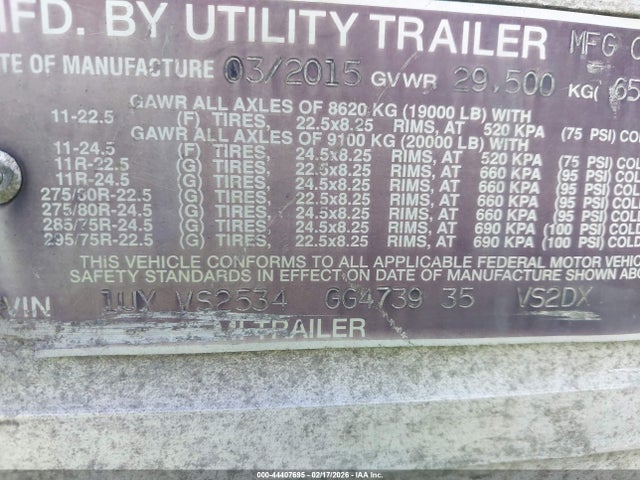 MFD. BY UTILITY TRAILER MFG
DATE OF MANUFACTURE 03/2015 GVWR 29,500 KG( 65
GAWR ALL AXLES OF 8620 KG (19000 LB) WITH
11-22.5 (F) TIRES, 22.5x8.25 RIMS, AT 520 KPA (75 PSI) COLD
GAWR ALL AXLES OF 9100 KG (20000 LB) WITH
11-24.5 (F) TIRES, 24.5x8.25 RIMS, AT 520 KPA (75 PSI) COLD
11R-22.5 (G) TIRES, 22.5x8.25 RIMS, AT 660 KPA (95 PSI) COLD
11R-24.5 (G) TIRES, 24.5x8.25 RIMS, AT 660 KPA (95 PSI) COLD
275/80R-22.5 (G) TIRES, 22.5x8.25 RIMS, AT 660 KPA (95 PSI) COLD
275/80R-24.5 (G) TIRES, 24.5x8.25 RIMS, AT 660 KPA (95 PSI) COLD
285/75R-24.5 (G) TIRES, 24.5x8.25 RIMS, AT 690 KPA (100 PSI) COLD
295/75R-22.5 (G) TIRES, 22.5x8.25 RIMS, AT 690 KPA (100 PSI) COLD
THIS VEHICLE CONFORMS TO ALL APPLICABLE FEDERAL MOTOR VEHIC
SAFETY STANDARDS IN EFFECT ON DATE OF MANUFACTURE SHOWN ABO
VIN 1UY VS2534 GG4739 35 VS2DX
TRAILER
000-44407695 - 02/17/2026 - IAA Corp.